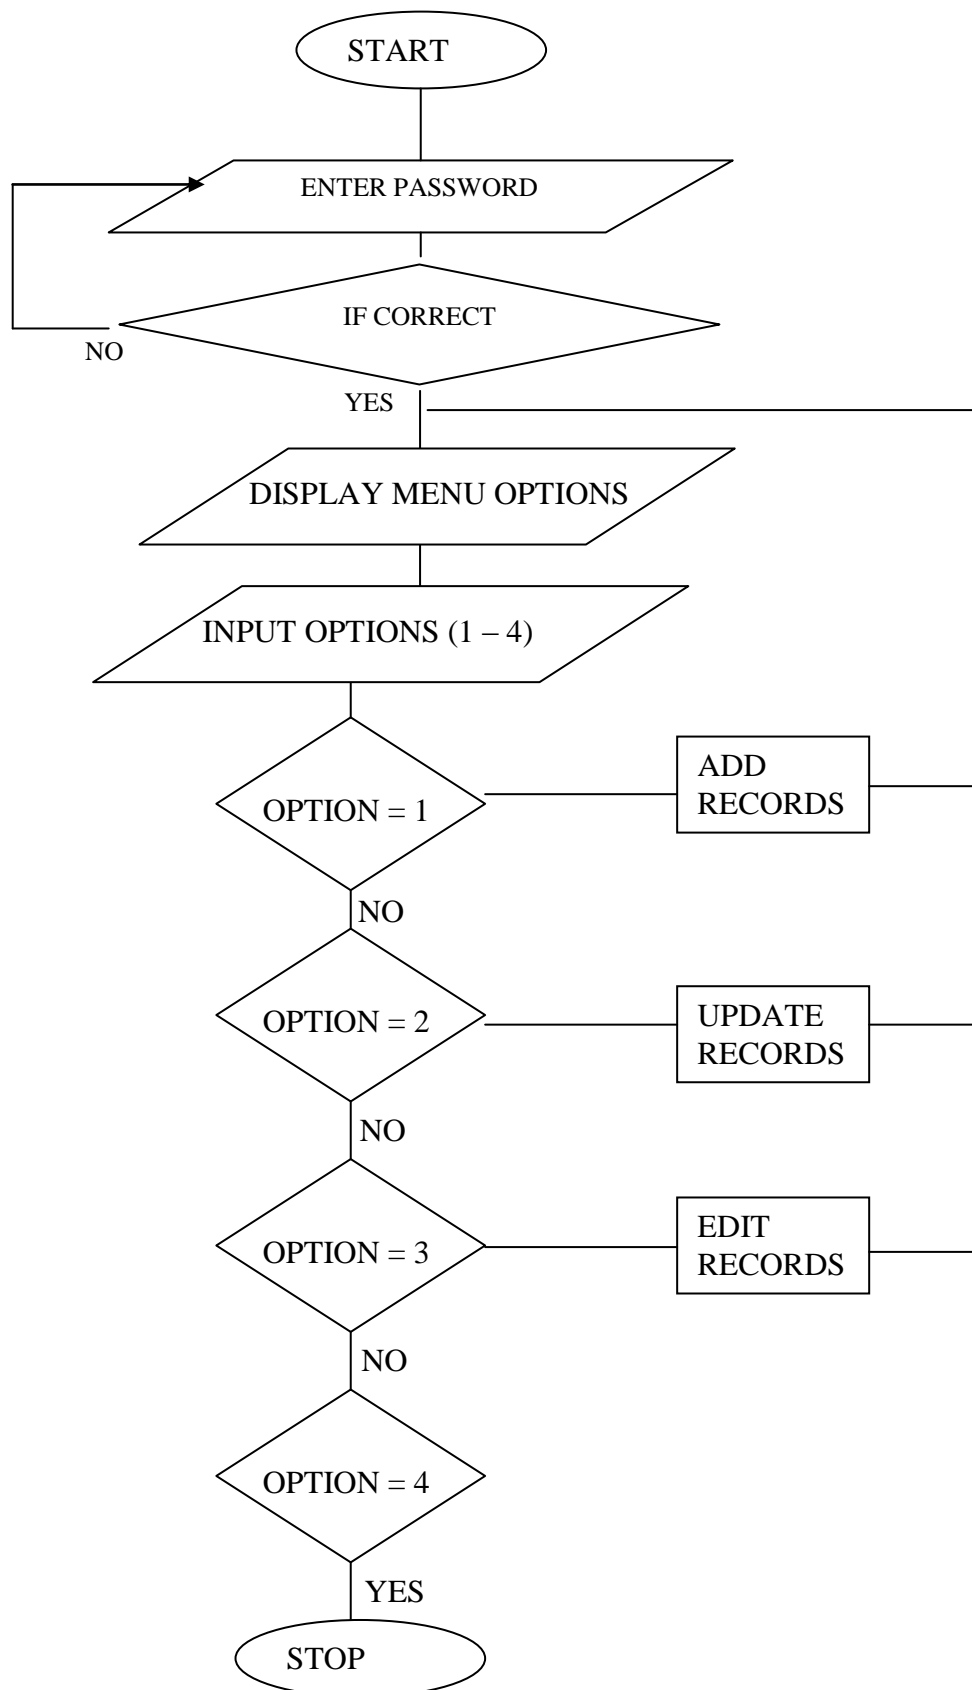 START
ENTER PASSWORD
IF CORRECT
NO
YES
DISPLAY MENU OPTIONS
INPUT OPTIONS (1 – 4)
OPTION = 1
ADD
RECORDS
NO
OPTION = 2
UPDATE
RECORDS
NO
OPTION = 3
EDIT
RECORDS
NO
OPTION = 4
YES
STOP